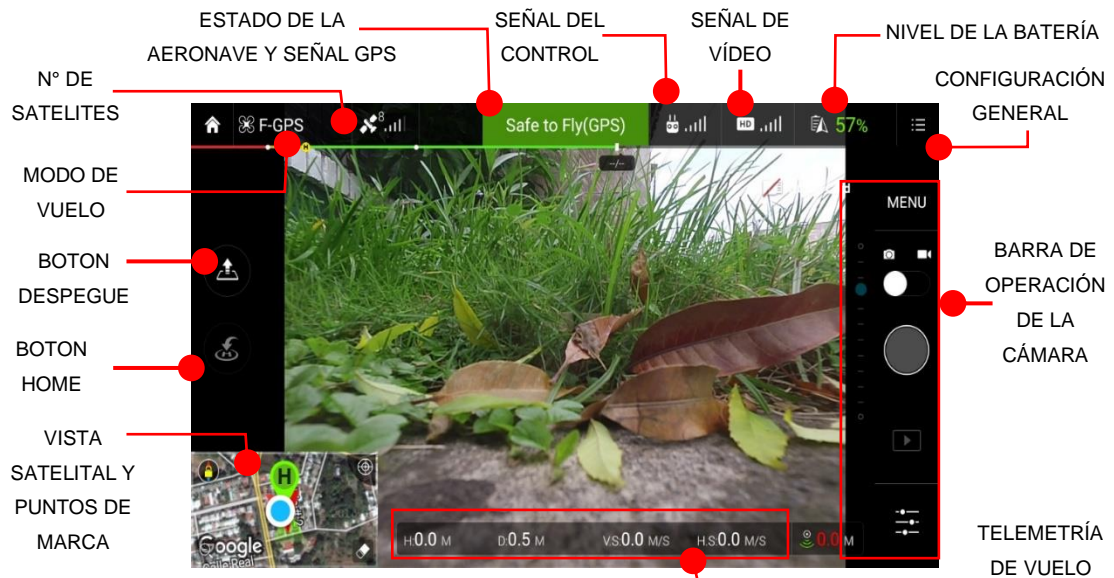 ESTADO DE LA
AERONAVE Y SEÑAL GPS
SEÑAL DEL
CONTROL
SEÑAL DE
VÍDEO
NIVEL DE LA BATERÍA
N° DE
SATELITES
CONFIGURACIÓN
GENERAL
F-GPS
8
Safe to Fly(GPS)
HD
57%
H
--/--
MODO DE
VUELO
MENU
BOTON
DESPEGUE
BARRA DE
OPERACIÓN
DE LA
CÁMARA
BOTON
HOME
VISTA
SATELITAL Y
PUNTOS DE
MARCA
H
Google
Calle Real
H:0.0 M D:0.5 M V.S:0.0 M/S H.S:0.0 M/S 0.0 M
TELEMETRÍA
DE VUELO